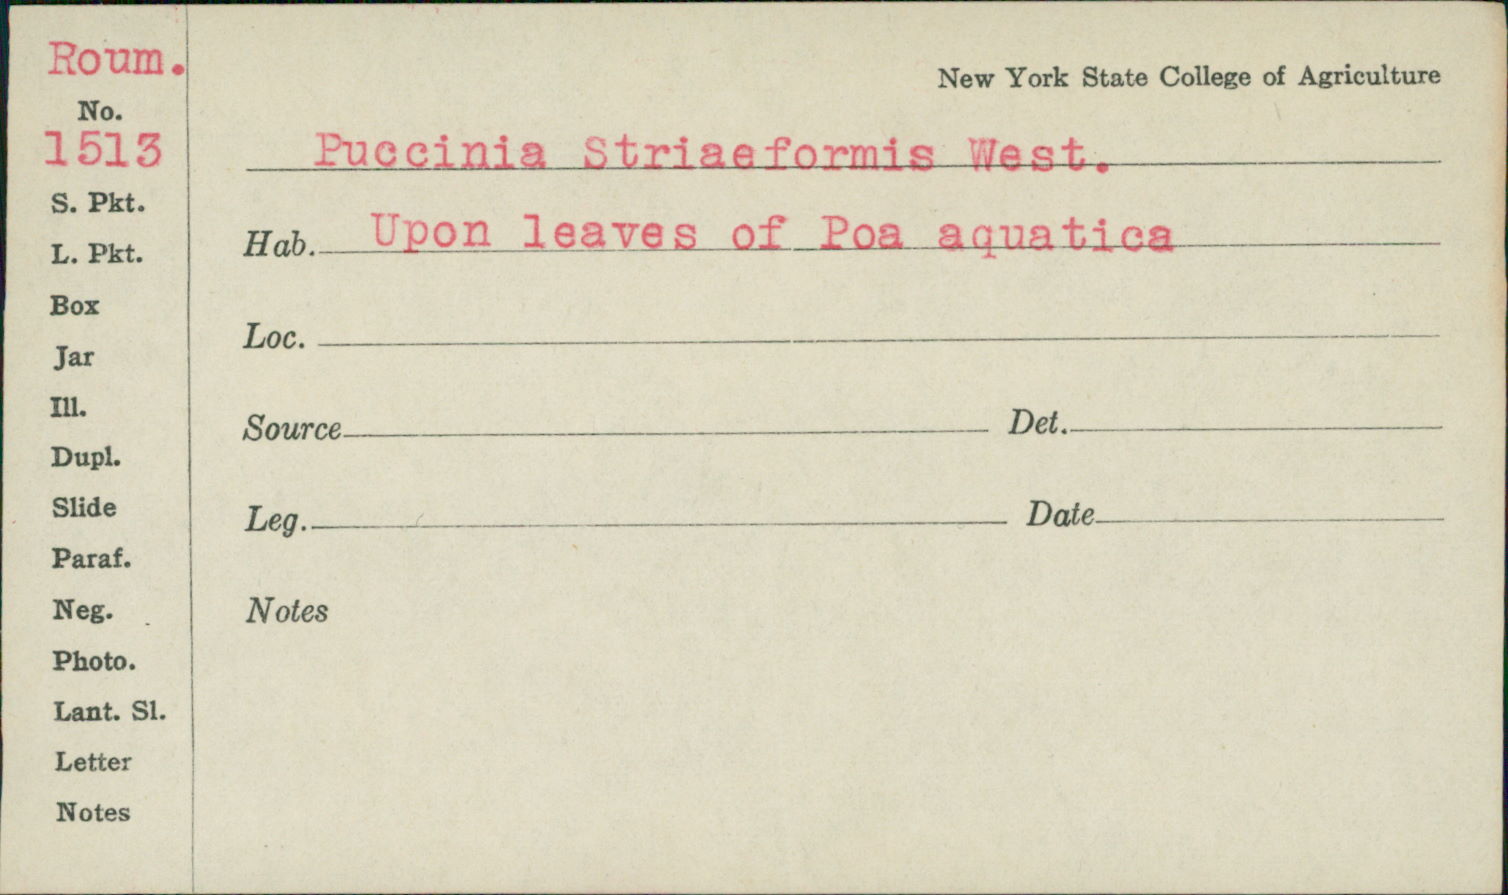 Roum.
No.
1513
S. Pkt.
L. Pkt.
Box
Jar
Ill.
Dupl.
Slide
Paraf.
Neg.
Photo.
Lant. Sl.
Letter
Notes
New York State College of Agriculture
Puccinia Striaeformis West.
Hab. Upon leaves of Poa aquatica
Loc.
Source Det.
Leg. Date
Notes